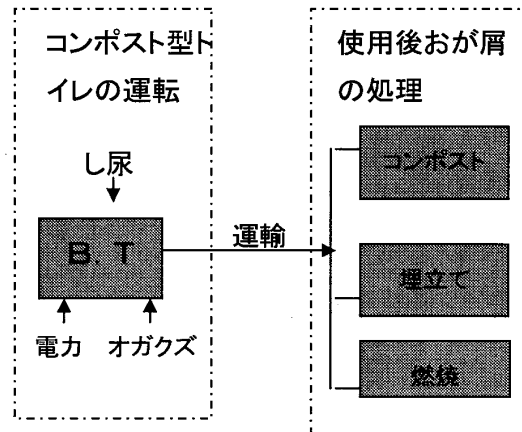 コンポスト型ト
イレの運転
し尿
B. T
電力 オガクズ
運輸
使用後おが屑
の処理
コンポスト
埋立て
燃焼